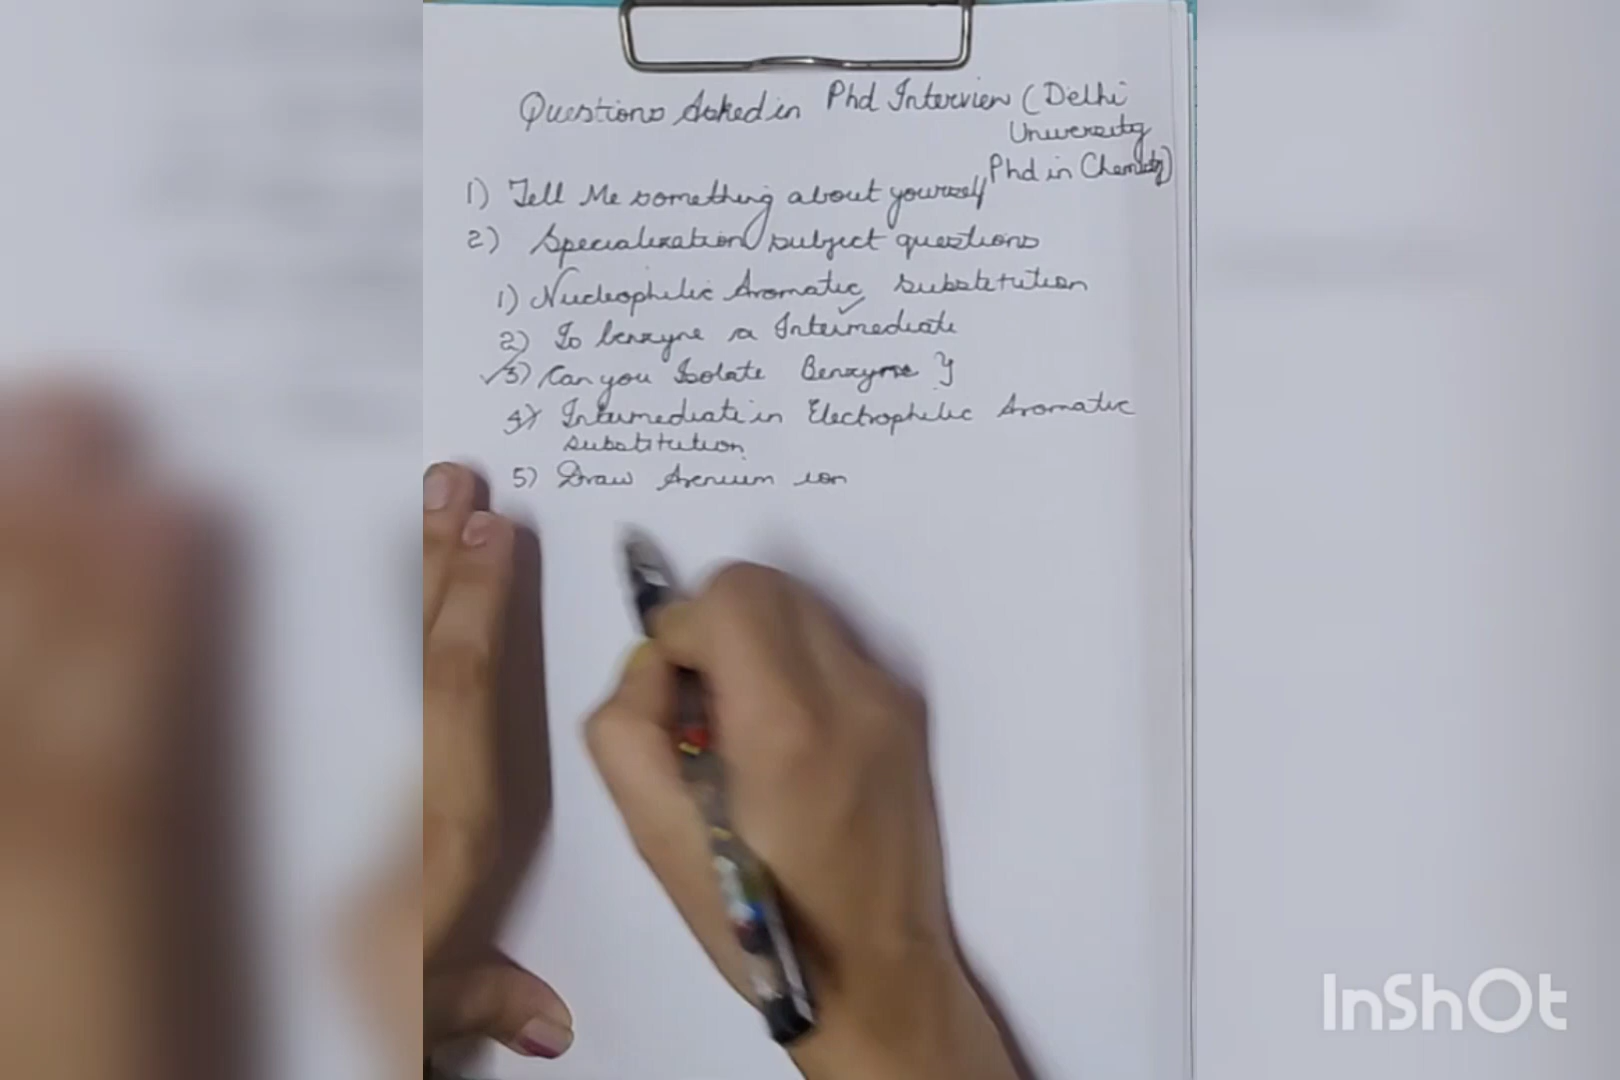 Questions Asked in Phd Interview (Delhi
University
Phd in Chemistry)
1) Tell Me something about yourself
2) Specialization subject questions
1) Nucleophilic Aromatic substitution
2) Is benzyne a Intermediate
3) Can you Isolate Benzyne ?
4) Intermediate in Electrophilic Aromatic
substitution
5) Draw Arenium ion
InShOt